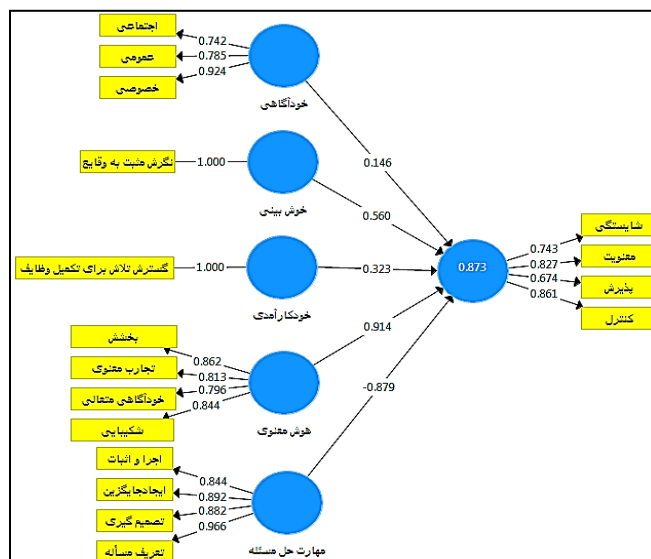 اجتماعی
0.742
عمومی
0.785
خصوصی
0.924
خودآگاهی
0.146
نگرش مثبت به وقایع
1.000
خوش بینی
0.560
گسترش تلاش برای تکمیل وظایف
1.000
خودکارآمدی
0.323
بخشش
0.862
تجارب معنوی
0.813
خودآگاهی متعالی
0.796
شکیبایی
0.844
هوش معنوی
0.914
اجرا و اثبات
0.844
ایجادجایگزین
0.892
تصمیم گیری
0.882
تعریف مسأله
0.966
مهارت حل مسئله
-0.879
0.873
شایستگی
0.743
معنویت
0.827
پذیرش
0.674
کنترل
0.861